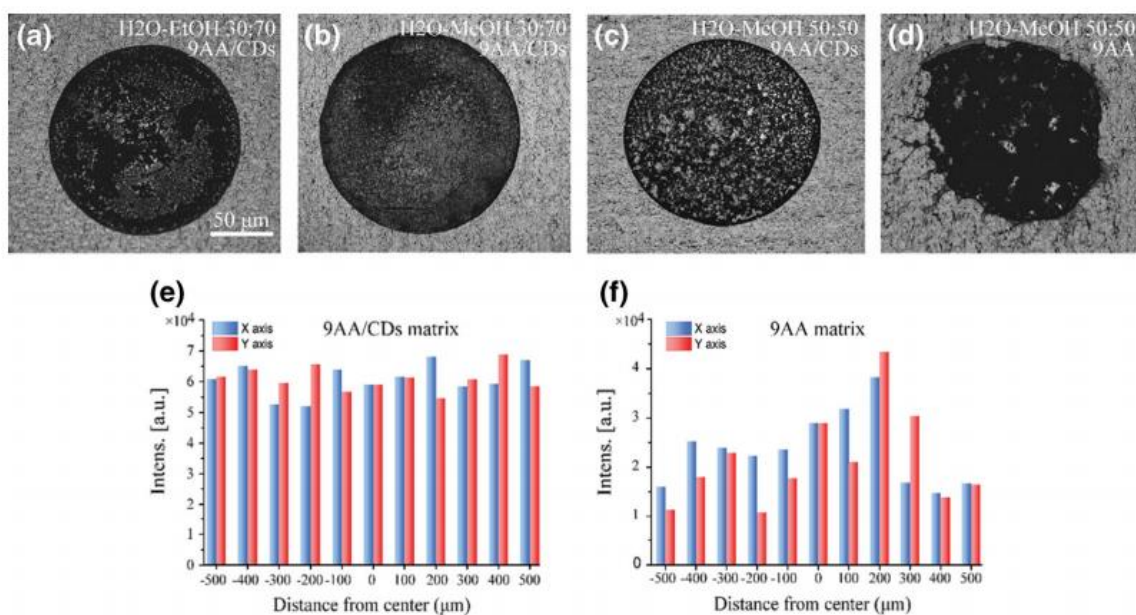 (a) H2O-EtOH 30:70
9AA/CDs
50 μm
(b) H2O-MeOH 30:70
9AA/CDs
(c) H2O-MeOH 50:50
9AA/CDs
(d) H2O-MeOH 50:50
9AA
(e)
×10⁴
X axis
Y axis
9AA/CDs matrix
Intens. [a.u.]
7
6
5
4
3
2
1
0
-500 -400 -300 -200 -100 0 100 200 300 400 500
Distance from center (μm)
(f)
×10⁴
X axis
Y axis
9AA matrix
Intens. [a.u.]
4
3
2
1
0
-500 -400 -300 -200 -100 0 100 200 300 400 500
Distance from center (μm)